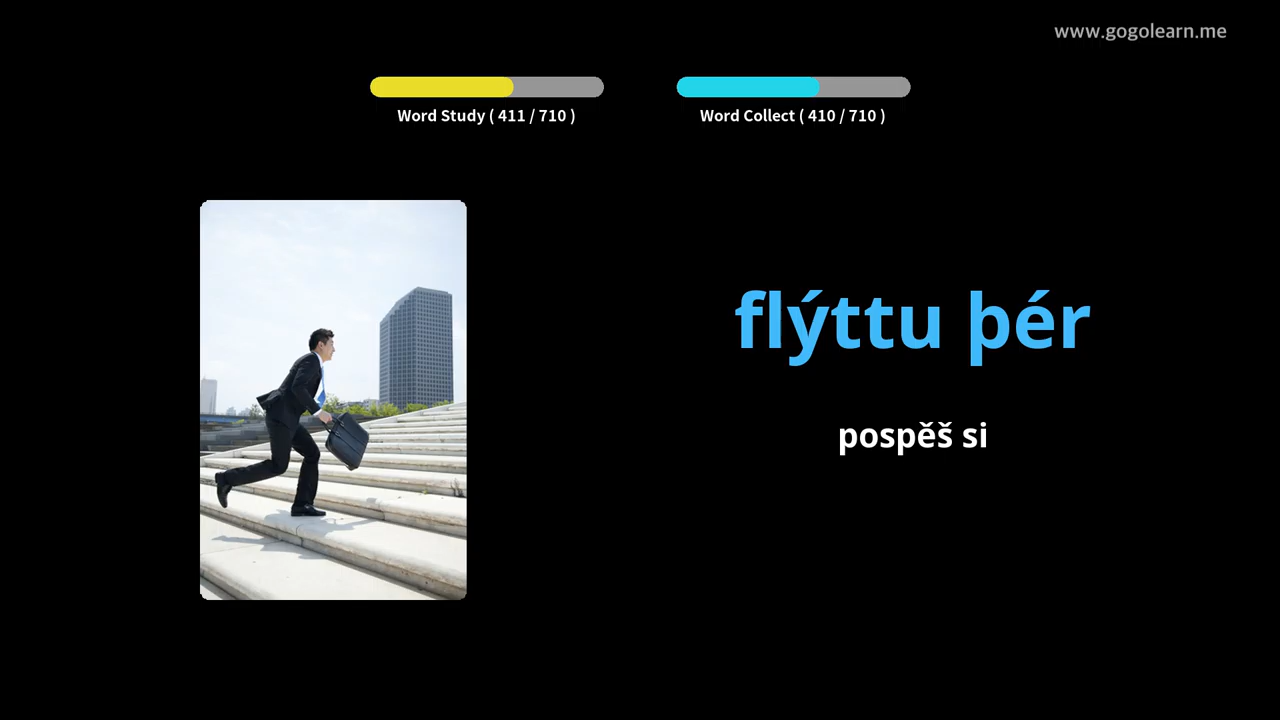 www.gogolearn.me
Word Study ( 411 / 710 )
Word Collect ( 410 / 710 )
flýttu þér
pospěš si